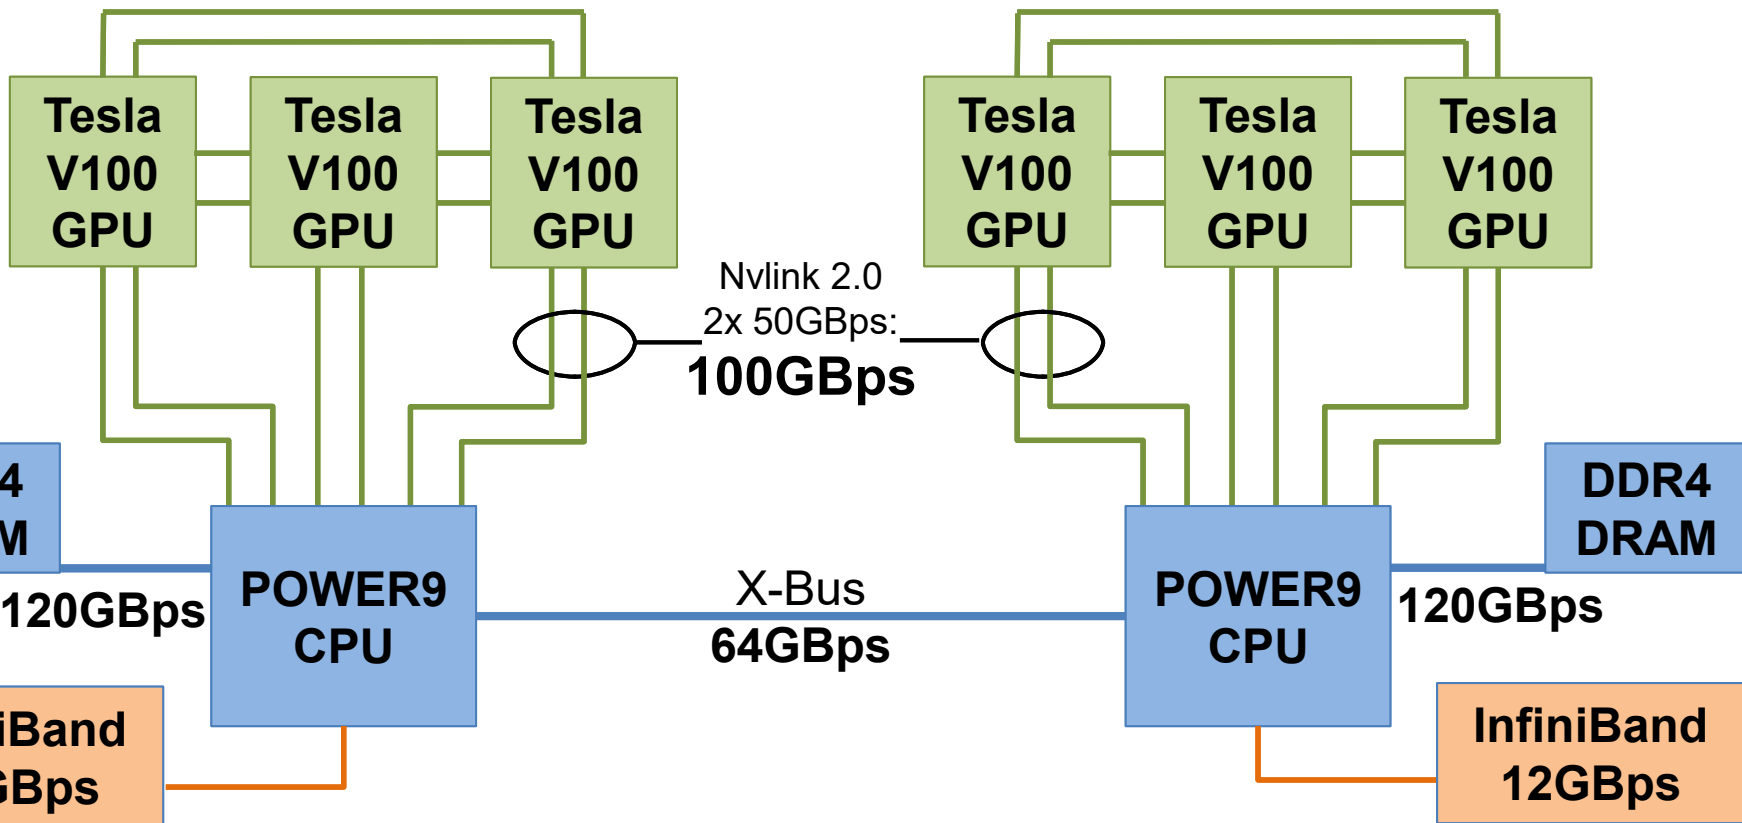 Tesla
V100
GPU
Tesla
V100
GPU
Tesla
V100
GPU
Tesla
V100
GPU
Tesla
V100
GPU
Tesla
V100
GPU
Nvlink 2.0
2x 50GBps:
100GBps
4
M
120GBps
POWER9
CPU
X-Bus
64GBps
POWER9
CPU
DDR4
DRAM
120GBps
iBand
GBps
InfiniBand
12GBps